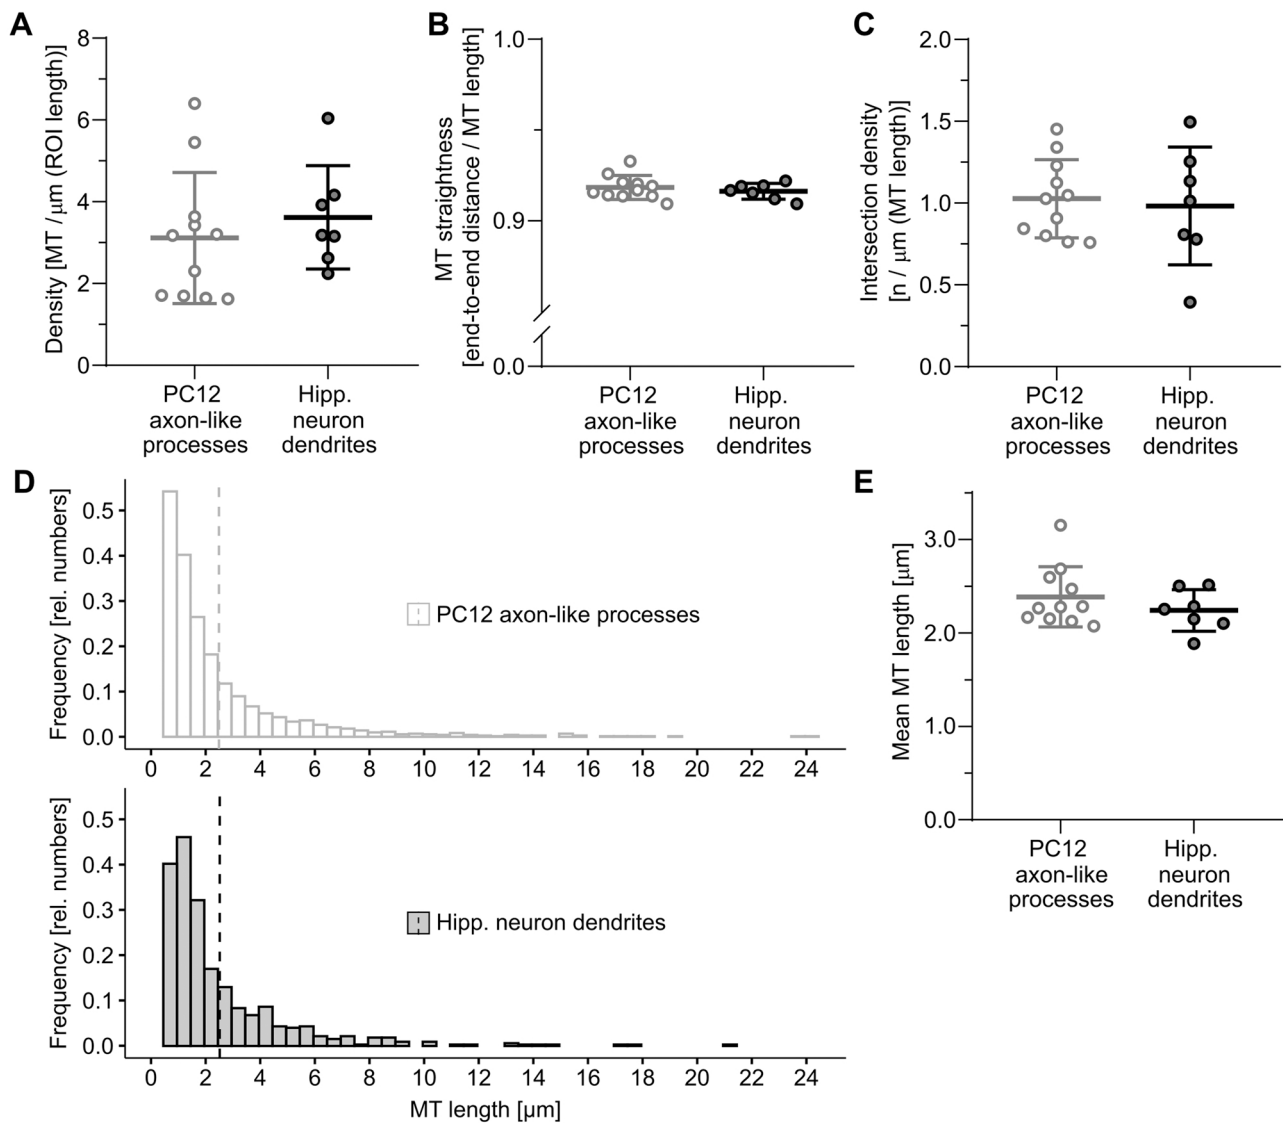 A
Density [MT / μm (ROI length)]
8
6
4
2
0
PC12
axon-like
processes
Hipp.
neuron
dendrites
B
MT straightness
[end-to-end distance / MT length]
1.0
0.9
0.0
PC12
axon-like
processes
Hipp.
neuron
dendrites
C
Intersection density
[n / μm (MT length)]
2.0
1.5
1.0
0.5
0.0
PC12
axon-like
processes
Hipp.
neuron
dendrites
D
Frequency [rel. numbers]
0.5
0.4
0.3
0.2
0.1
0.0
PC12 axon-like processes
0 2 4 6 8 10 12 14 16 18 20 22 24
Frequency [rel. numbers]
0.5
0.4
0.3
0.2
0.1
0.0
Hipp. neuron dendrites
0 2 4 6 8 10 12 14 16 18 20 22 24
MT length [μm]
E
Mean MT length [μm]
3.0
2.0
1.0
0.0
PC12
axon-like
processes
Hipp.
neuron
dendrites